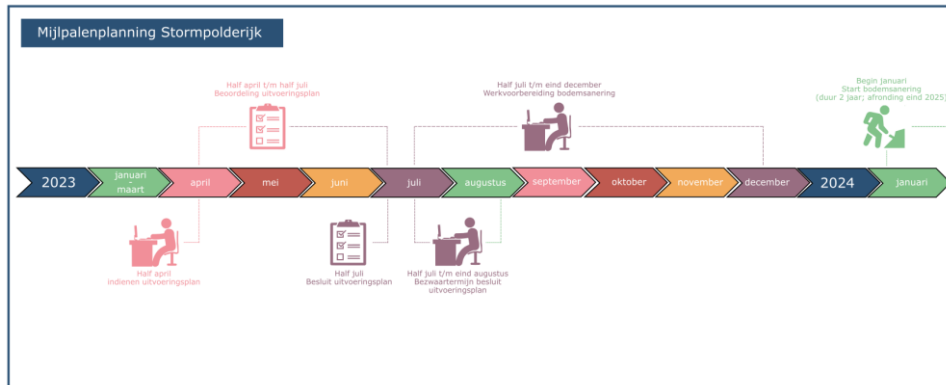 Mijlpalenplanning Stormpolderijk
Half april t/m half juli
Beoordeling uitvoeringsplan
Half juli t/m eind december
Werkvoorbereiding bodemsanering
Begin januari
Start bodemsanering
(duur 2 jaar; afronding eind 2025)
2023
januari
-
maart
april
mei
juni
juli
augustus
september
oktober
november
december
2024
januari
Half april
indienen uitvoeringsplan
Half juli
Besluit uitvoeringsplan
Half juli t/m eind augustus
Bezwaartermijn besluit
uitvoeringsplan